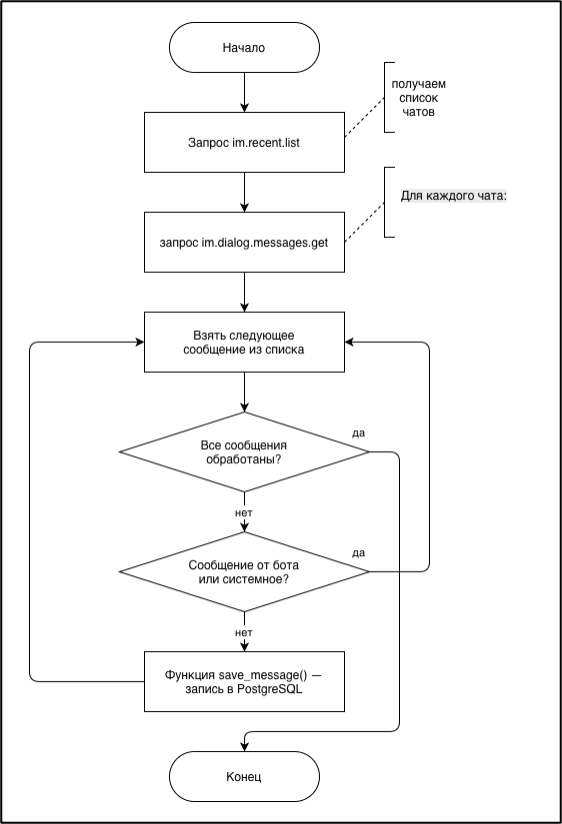 Начало
получаем
список
чатов
Запрос im.recent.list
Для каждого чата:
запрос im.dialog.messages.get
Взять следующее
сообщение из списка
да
Все сообщения
обработаны?
нет
да
Сообщение от бота
или системное?
нет
Функция save_message() —
запись в PostgreSQL
Конец